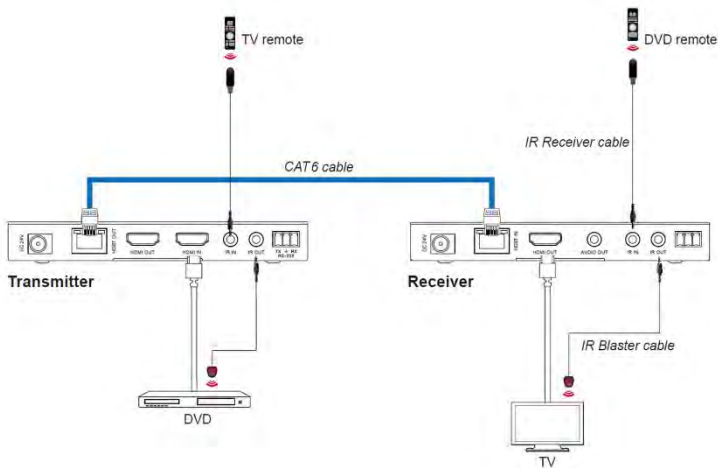 TV remote
DVD remote
IR Receiver cable
CAT6 cable
DC 24V
HDBT OUT
HDMI OUT
HDMI IN
IR IN
IR OUT
TX ⏚ RX
RS-232
DC 24V
HDBT IN
HDMI OUT
AUDIO OUT
IR IN
IR OUT
Transmitter
Receiver
IR Blaster cable
DVD
TV